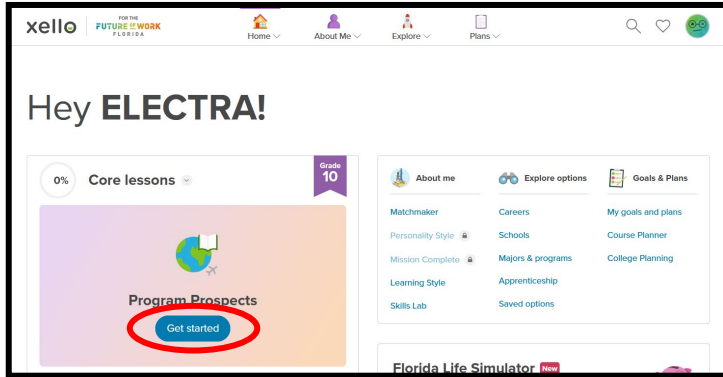 xello
FOR THE
FUTURE OF WORK
FLORIDA
Home
About Me
Explore
Plans
Hey ELECTRA!
0%
Core lessons
Grade
10
Program Prospects
Get started
About me
Matchmaker
Personality Style
Mission Complete
Learning Style
Skills Lab
Explore options
Careers
Schools
Majors & programs
Apprenticeship
Saved options
Goals & Plans
My goals and plans
Course Planner
College Planning
Florida Life Simulator New